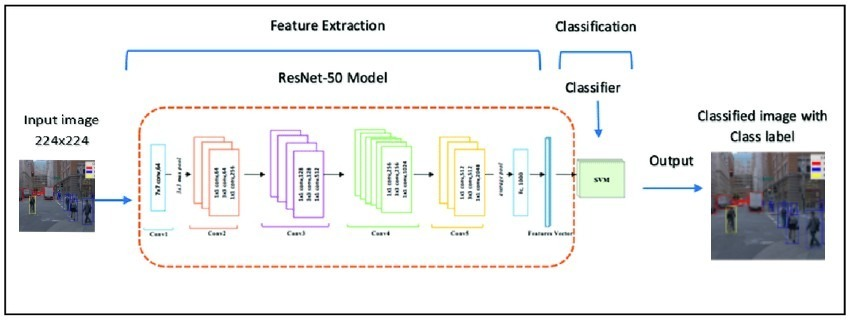 Feature Extraction
Classification
ResNet-50 Model
Classifier
Input image
224x224
Classified image with
Class label
7x7 conv,64
3x3 max pool
1x1 conv,64
3x3 conv,64
1x1 conv,256
1x1 conv,128
3x3 conv,128
1x1 conv,512
1x1 conv,256
3x3 conv,256
1x1 conv,1024
1x1 conv,512
3x3 conv,512
1x1 conv,2048
average pool
fc, 1000
SVM
Output
Conv1
Conv2
Conv3
Conv4
Conv5
Features Vector